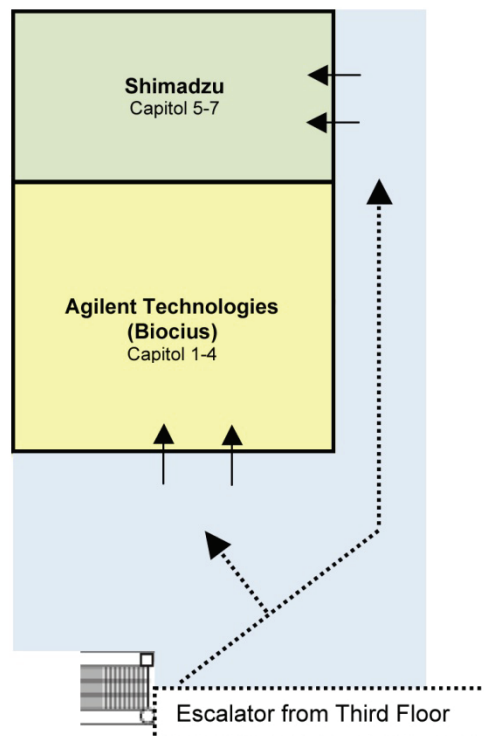 Shimadzu
Capitol 5-7
Agilent Technologies
(Biocius)
Capitol 1-4
Escalator from Third Floor